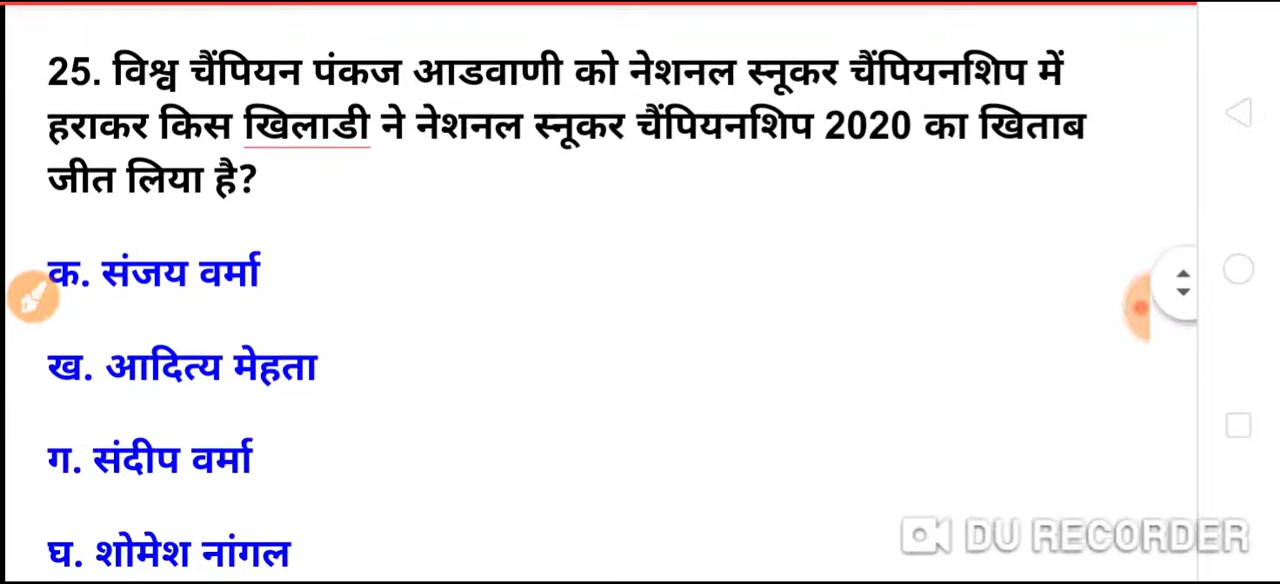 25. विश्व चैंपियन पंकज आडवाणी को नेशनल स्नूकर चैंपियनशिप में
हराकर किस खिलाडी ने नेशनल स्नूकर चैंपियनशिप 2020 का खिताब
जीत लिया है?
क. संजय वर्मा
ख. आदित्य मेहता
ग. संदीप वर्मा
घ. शोमेश नांगल
DU RECORDER